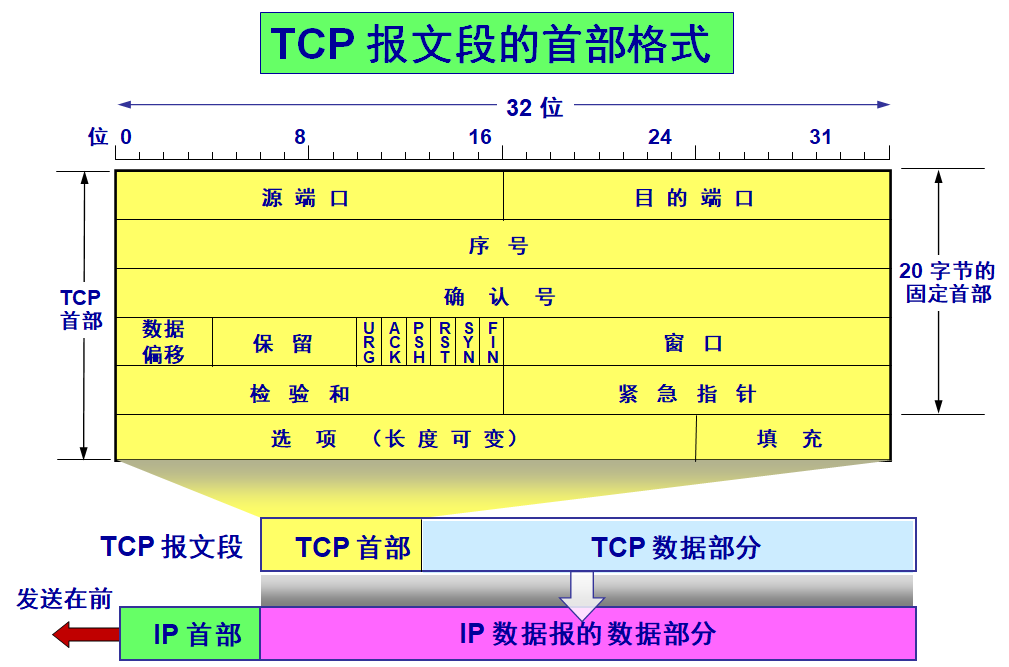 TCP 报文段的首部格式
32 位
位 0 8 16 24 31
源端口 目的端口
序号
确认号
20 字节的
固定首部
TCP
首部
数据
偏移
保留
URG
ACK
PSH
RST
SYN
FIN
窗口
检验和 紧急指针
选项 （长度可变） 填充
TCP 报文段 TCP 首部 TCP 数据部分
发送在前
IP 首部 IP 数据报的数据部分